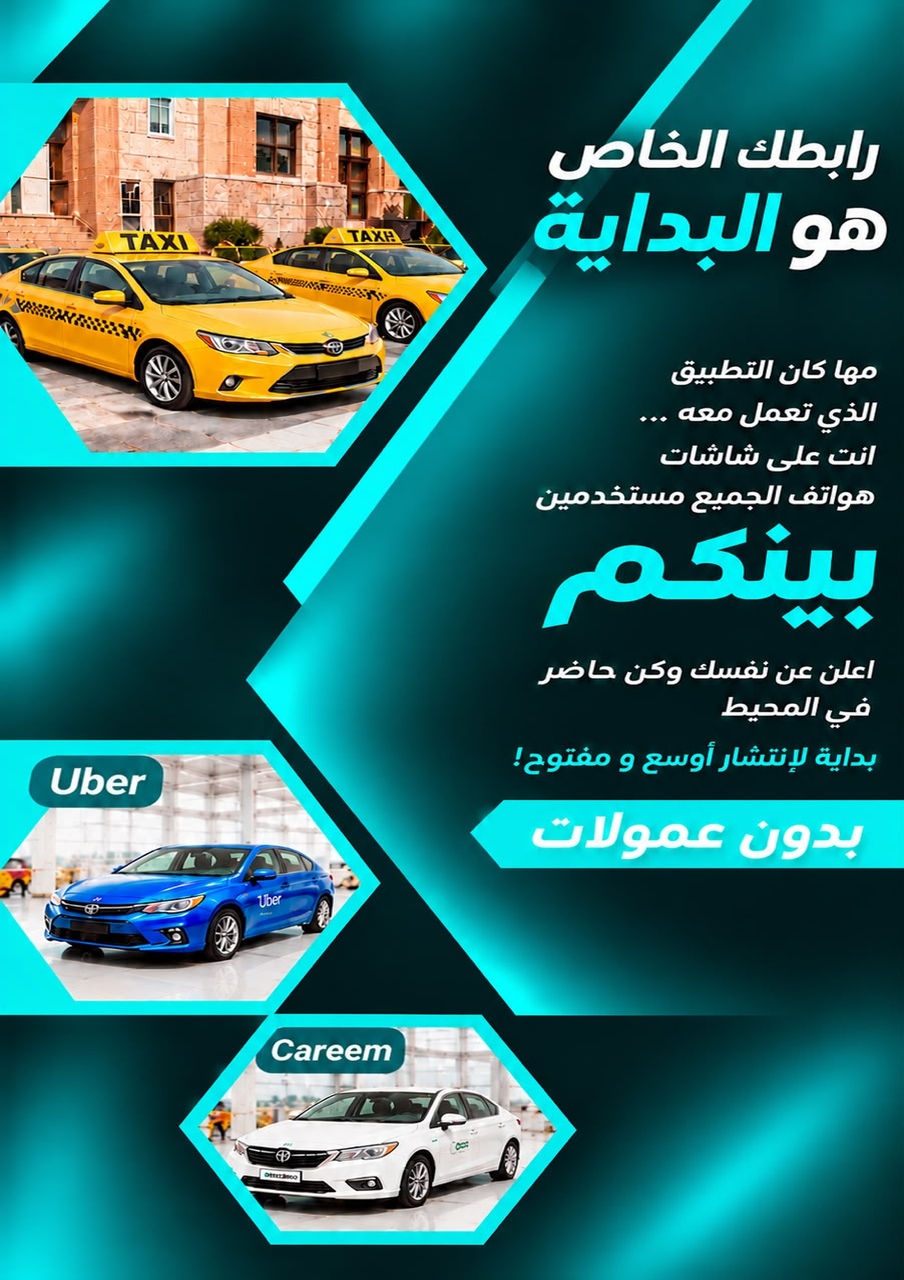 رابطك الخاص
هو البداية
مها كان التطبيق
الذي تعمل معه ...
انت على شاشات
هواتف الجميع مستخدمين
بينكم
اعلن عن نفسك وكن حاضر
في المحيط
بداية لإنتشار أوسع و مفتوح!
بدون عمولات
TAXI
Uber
Uber
Careem